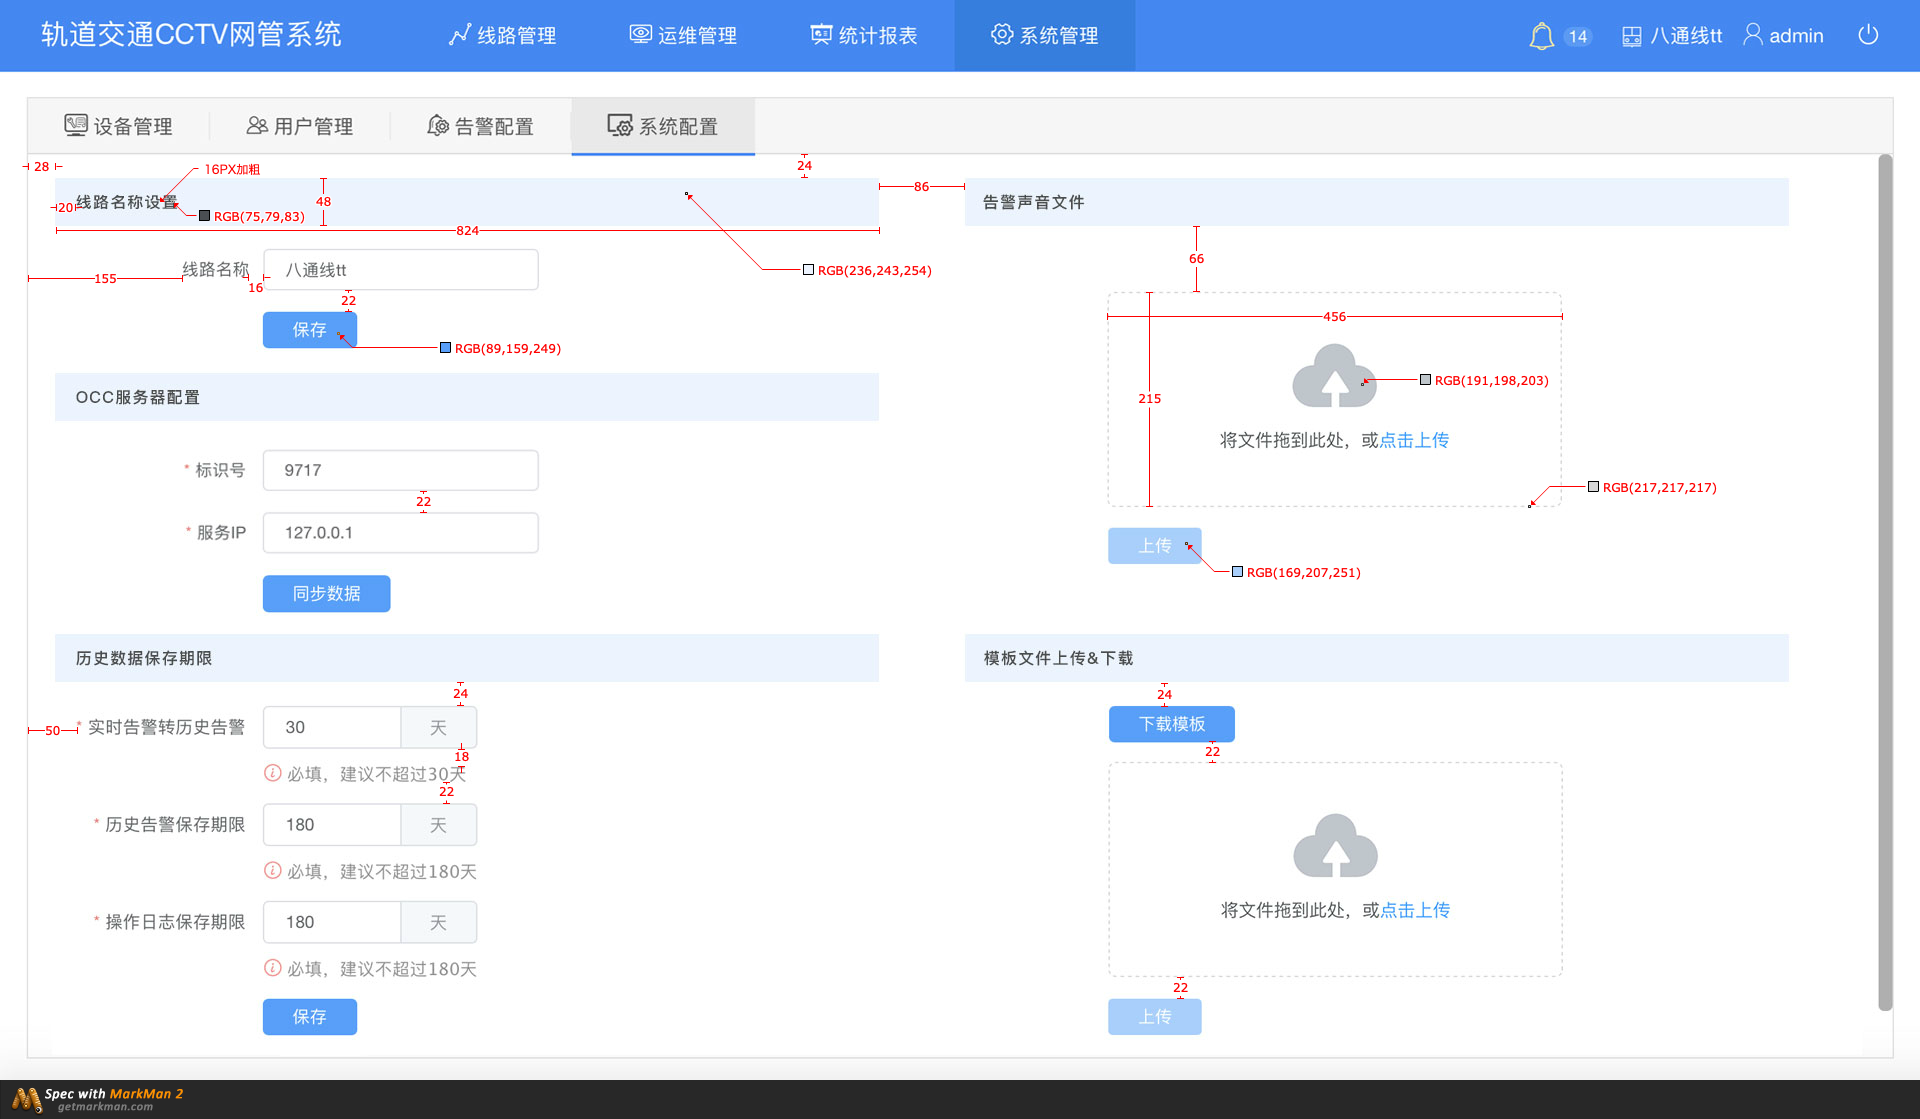 轨道交通CCTV网管系统
线路管理
运维管理
统计报表
系统管理
14
八通线tt
admin
设备管理
用户管理
告警配置
系统配置
28
16PX加粗
24
线路名称设置
20
RGB(75,79,83)
48
86
告警声音文件
824
66
线路名称
八通线tt
RGB(236,243,254)
155
16
22
保存
RGB(89,159,249)
456
RGB(191,198,203)
215
OCC服务器配置
将文件拖到此处，或点击上传
* 标识号
9717
RGB(217,217,217)
22
* 服务IP
127.0.0.1
上传
RGB(169,207,251)
同步数据
历史数据保存期限
模板文件上传&下载
24
24
50
* 实时告警转历史告警
30
天
下载模板
18
22
必填，建议不超过30天
22
* 历史告警保存期限
180
天
必填，建议不超过180天
* 操作日志保存期限
180
天
将文件拖到此处，或点击上传
必填，建议不超过180天
22
保存
上传
Spec with MarkMan 2
getmarkman.com